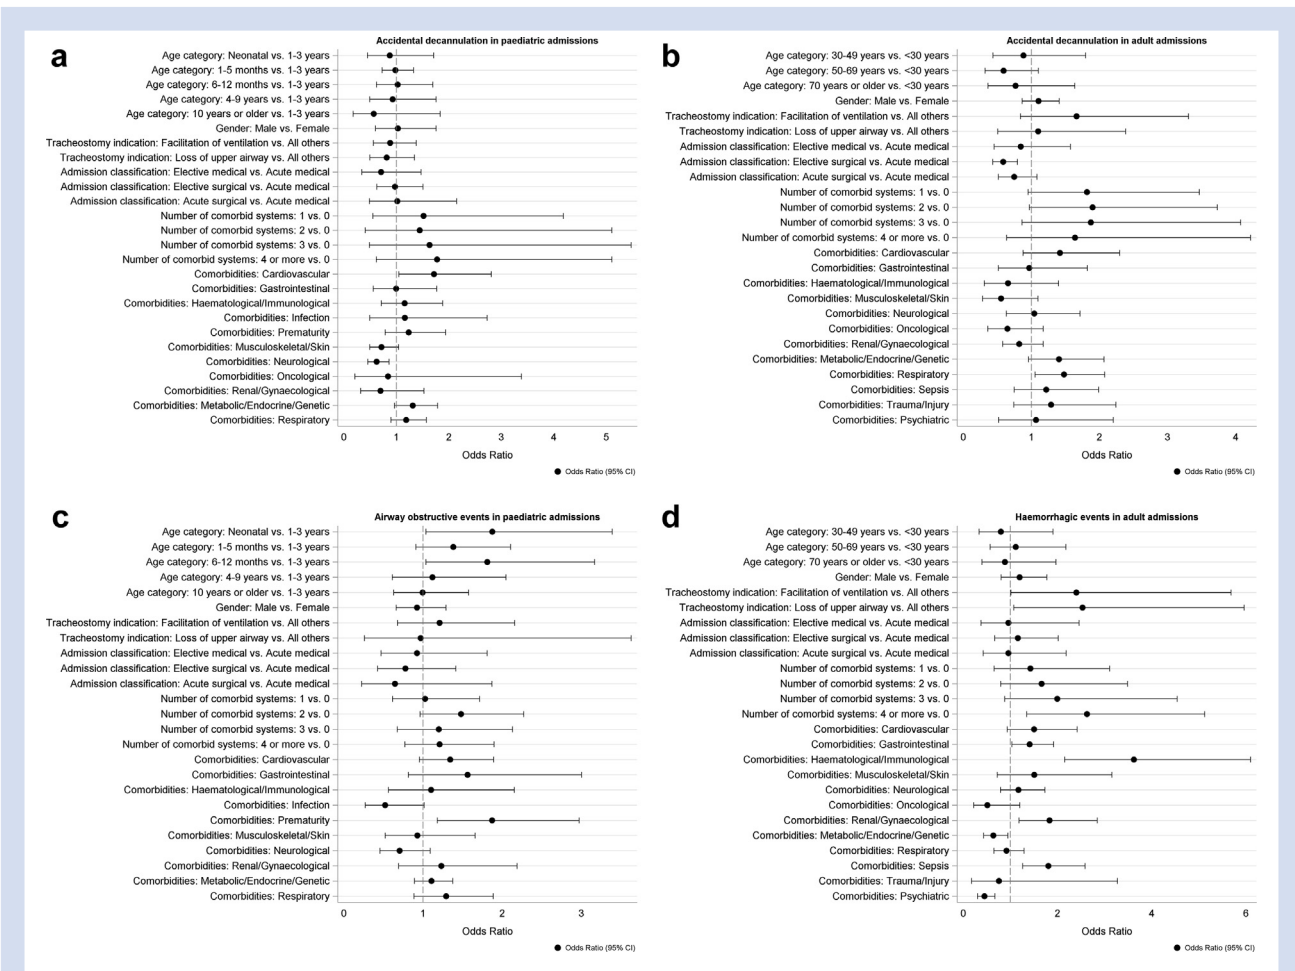 a
Accidental decannulation in paediatric admissions
Age category: Neonatal vs. 1-3 years
Age category: 1-5 months vs. 1-3 years
Age category: 6-12 months vs. 1-3 years
Age category: 4-9 years vs. 1-3 years
Age category: 10 years or older vs. 1-3 years
Gender: Male vs. Female
Tracheostomy indication: Facilitation of ventilation vs. All others
Tracheostomy indication: Loss of upper airway vs. All others
Admission classification: Elective medical vs. Acute medical
Admission classification: Elective surgical vs. Acute medical
Admission classification: Acute surgical vs. Acute medical
Number of comorbid systems: 1 vs. 0
Number of comorbid systems: 2 vs. 0
Number of comorbid systems: 3 vs. 0
Number of comorbid systems: 4 or more vs. 0
Comorbidities: Cardiovascular
Comorbidities: Gastrointestinal
Comorbidities: Haematological/Immunological
Comorbidities: Infection
Comorbidities: Prematurity
Comorbidities: Musculoskeletal/Skin
Comorbidities: Neurological
Comorbidities: Oncological
Comorbidities: Renal/Gynaecological
Comorbidities: Metabolic/Endocrine/Genetic
Comorbidities: Respiratory
0 1 2 3 4 5
Odds Ratio
Odds Ratio (95% CI)
b
Accidental decannulation in adult admissions
Age category: 30-49 years vs. <30 years
Age category: 50-69 years vs. <30 years
Age category: 70 years or older vs. <30 years
Gender: Male vs. Female
Tracheostomy indication: Facilitation of ventilation vs. All others
Tracheostomy indication: Loss of upper airway vs. All others
Admission classification: Elective medical vs. Acute medical
Admission classification: Elective surgical vs. Acute medical
Admission classification: Acute surgical vs. Acute medical
Number of comorbid systems: 1 vs. 0
Number of comorbid systems: 2 vs. 0
Number of comorbid systems: 3 vs. 0
Number of comorbid systems: 4 or more vs. 0
Comorbidities: Cardiovascular
Comorbidities: Gastrointestinal
Comorbidities: Haematological/Immunological
Comorbidities: Musculoskeletal/Skin
Comorbidities: Neurological
Comorbidities: Oncological
Comorbidities: Renal/Gynaecological
Comorbidities: Metabolic/Endocrine/Genetic
Comorbidities: Respiratory
Comorbidities: Sepsis
Comorbidities: Trauma/Injury
Comorbidities: Psychiatric
0 1 2 3 4
Odds Ratio
Odds Ratio (95% CI)
c
Airway obstructive events in paediatric admissions
Age category: Neonatal vs. 1-3 years
Age category: 1-5 months vs. 1-3 years
Age category: 6-12 months vs. 1-3 years
Age category: 4-9 years vs. 1-3 years
Age category: 10 years or older vs. 1-3 years
Gender: Male vs. Female
Tracheostomy indication: Facilitation of ventilation vs. All others
Tracheostomy indication: Loss of upper airway vs. All others
Admission classification: Elective medical vs. Acute medical
Admission classification: Elective surgical vs. Acute medical
Admission classification: Acute surgical vs. Acute medical
Number of comorbid systems: 1 vs. 0
Number of comorbid systems: 2 vs. 0
Number of comorbid systems: 3 vs. 0
Number of comorbid systems: 4 or more vs. 0
Comorbidities: Cardiovascular
Comorbidities: Gastrointestinal
Comorbidities: Haematological/Immunological
Comorbidities: Infection
Comorbidities: Prematurity
Comorbidities: Musculoskeletal/Skin
Comorbidities: Neurological
Comorbidities: Renal/Gynaecological
Comorbidities: Metabolic/Endocrine/Genetic
Comorbidities: Respiratory
0 1 2 3
Odds Ratio
Odds Ratio (95% CI)
d
Haemorrhagic events in adult admissions
Age category: 30-49 years vs. <30 years
Age category: 50-69 years vs. <30 years
Age category: 70 years or older vs. <30 years
Gender: Male vs. Female
Tracheostomy indication: Facilitation of ventilation vs. All others
Tracheostomy indication: Loss of upper airway vs. All others
Admission classification: Elective medical vs. Acute medical
Admission classification: Elective surgical vs. Acute medical
Admission classification: Acute surgical vs. Acute medical
Number of comorbid systems: 1 vs. 0
Number of comorbid systems: 2 vs. 0
Number of comorbid systems: 3 vs. 0
Number of comorbid systems: 4 or more vs. 0
Comorbidities: Cardiovascular
Comorbidities: Gastrointestinal
Comorbidities: Haematological/Immunological
Comorbidities: Musculoskeletal/Skin
Comorbidities: Neurological
Comorbidities: Oncological
Comorbidities: Renal/Gynaecological
Comorbidities: Metabolic/Endocrine/Genetic
Comorbidities: Respiratory
Comorbidities: Sepsis
Comorbidities: Trauma/Injury
Comorbidities: Psychiatric
0 2 4 6
Odds Ratio
Odds Ratio (95% CI)